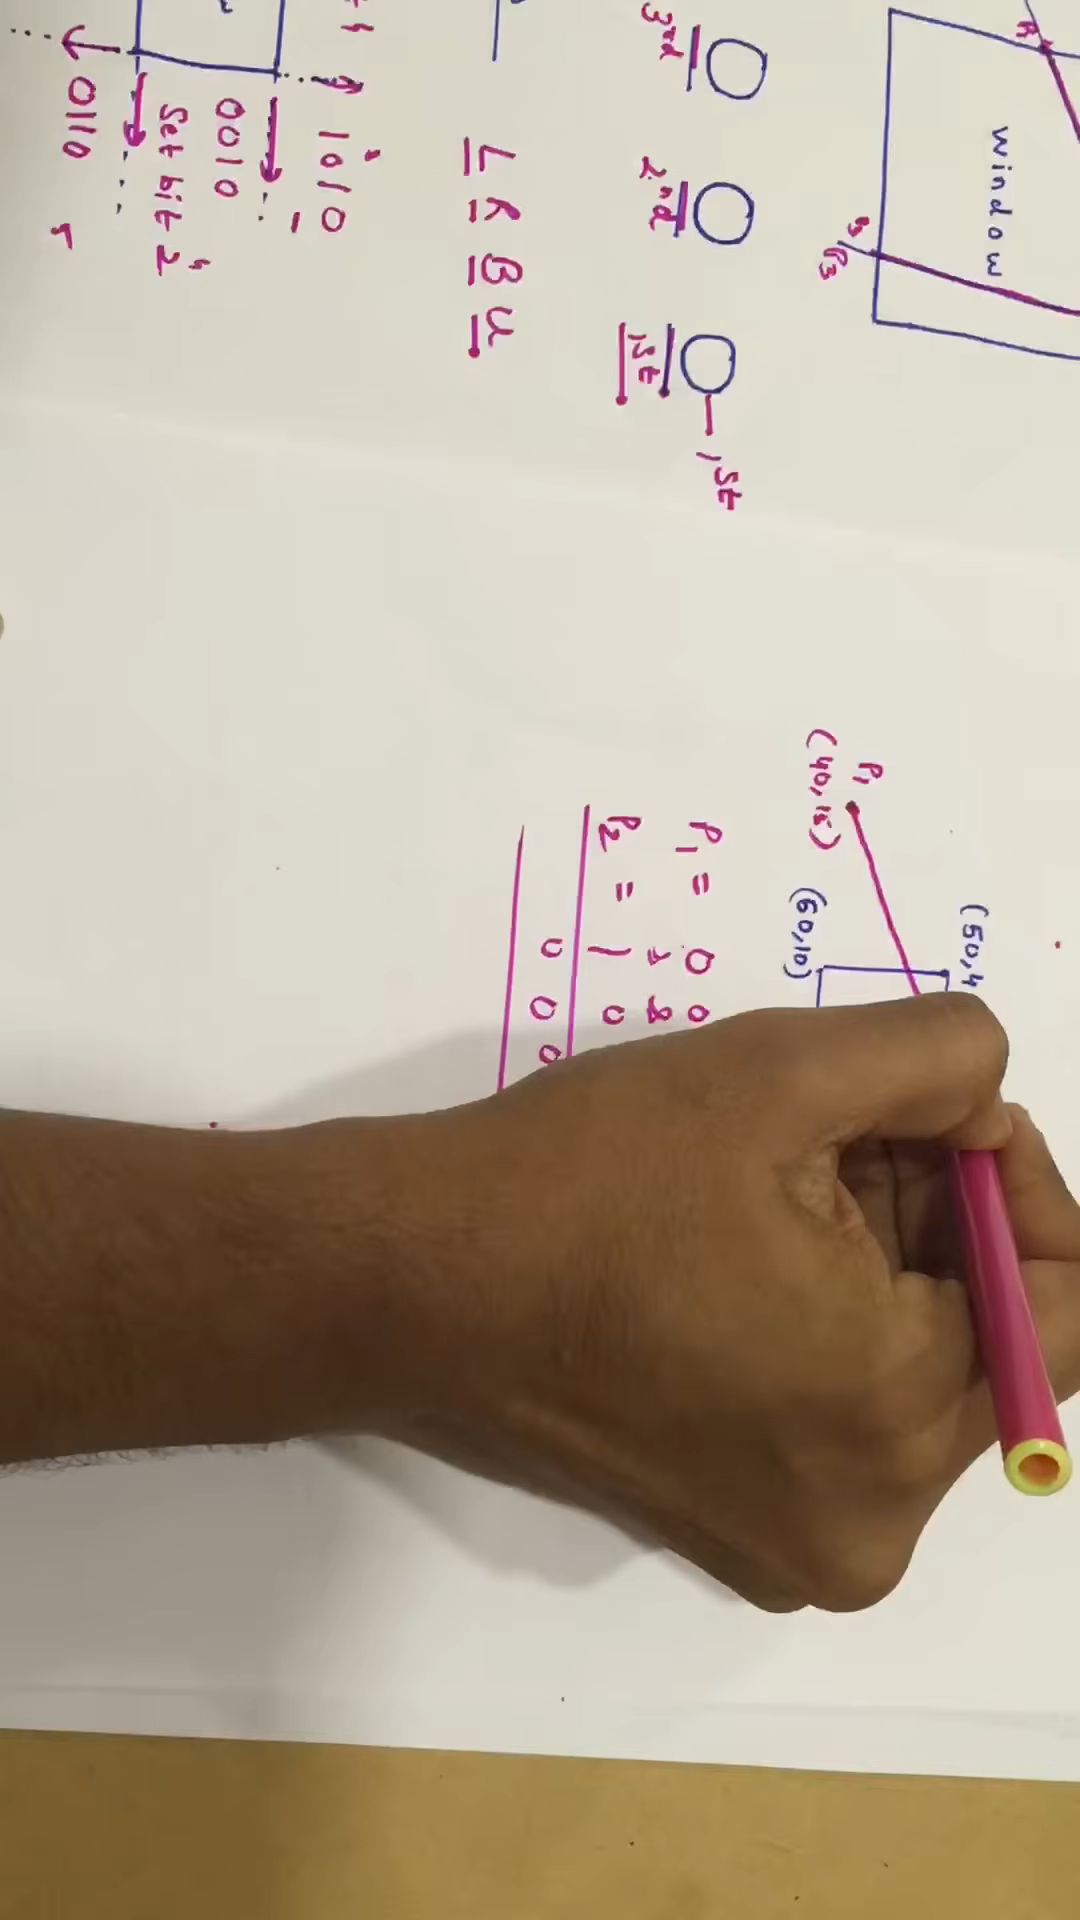 window
P3
3rd
2nd
1st
1st
L R B U
1010
0010
Set bit 2
0110
P1
(40,15)
(50,4
(60,10)
P1 = 0 0
P2 = 1 0
0 0 0